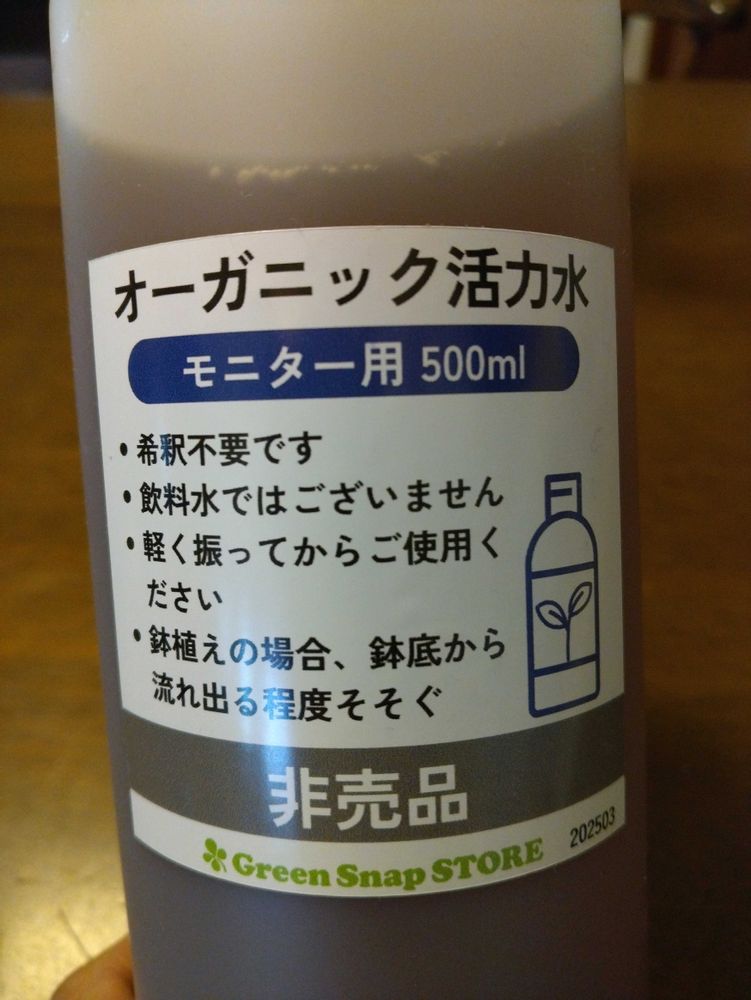 オーガニック活力水
モニター用 500ml
・希釈不要です
・飲料水ではございません
・軽く振ってからご使用く
ださい
・鉢植えの場合、鉢底から
流れ出る程度そそぐ
非売品
Green Snap STORE
202503